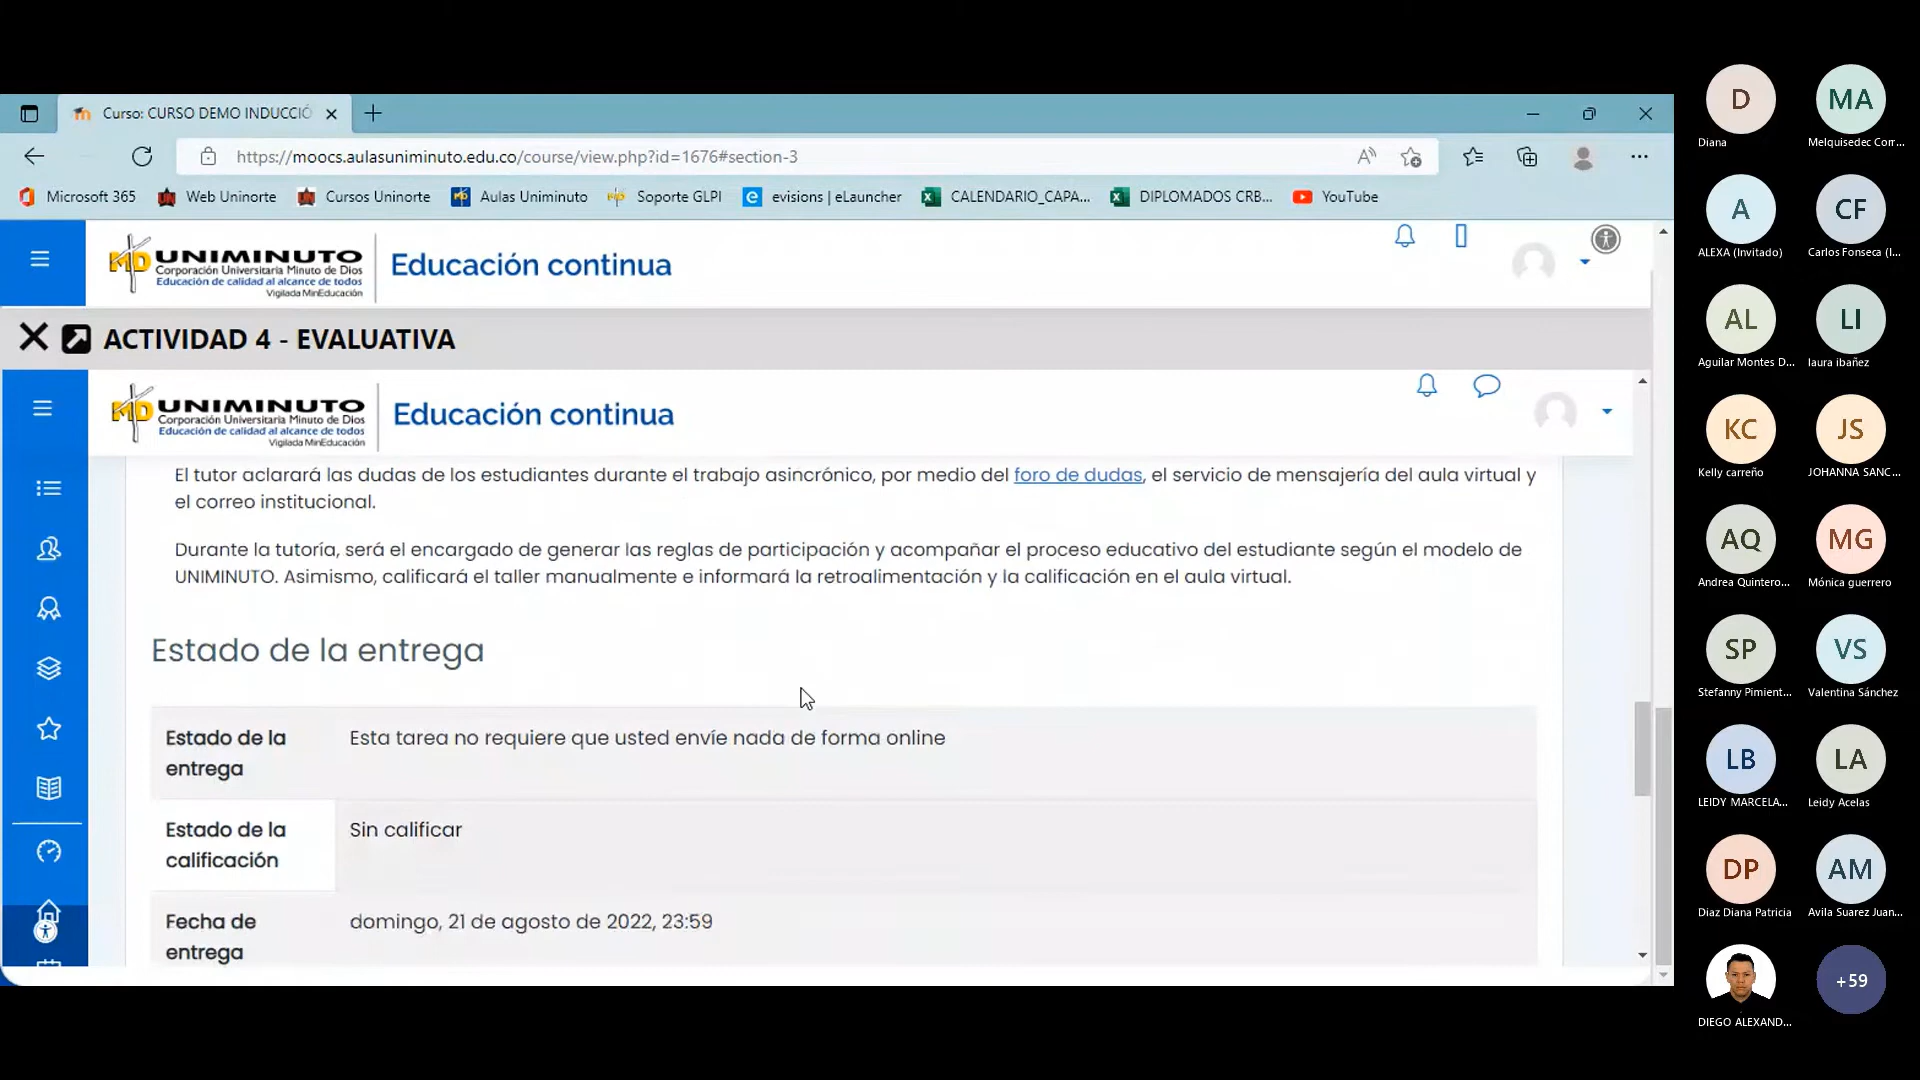 Curso: CURSO DEMO INDUCCIÓ
https://moocs.aulasuniminuto.edu.co/course/view.php?id=1676#section-3
Microsoft 365 Web Uninorte Cursos Uninorte Aulas Uniminuto Soporte GLPI evisions | eLauncher CALENDARIO_CAPA... DIPLOMADOS CRB... YouTube
UNIMINUTO
Corporación Universitaria Minuto de Dios
Educación de calidad al alcance de todos
Vigilada MinEducación
Educación continua
ACTIVIDAD 4 - EVALUATIVA
UNIMINUTO
Corporación Universitaria Minuto de Dios
Educación de calidad al alcance de todos
Vigilada MinEducación
Educación continua
El tutor aclarará las dudas de los estudiantes durante el trabajo asincrónico, por medio del foro de dudas, el servicio de mensajería del aula virtual y
el correo institucional.
Durante la tutoría, será el encargado de generar las reglas de participación y acompañar el proceso educativo del estudiante según el modelo de
UNIMINUTO. Asimismo, calificará el taller manualmente e informará la retroalimentación y la calificación en el aula virtual.
Estado de la entrega
Estado de la entrega
Esta tarea no requiere que usted envíe nada de forma online
Estado de la calificación
Sin calificar
Fecha de entrega
domingo, 21 de agosto de 2022, 23:59
D MA
Diana Melquisedec Cor...
A CF
ALEXA (Invitado) Carlos Fonseca (I...
AL LI
Aguilar Montes D... laura ibañez
KC JS
Kelly carreño JOHANNA SANC...
AQ MG
Andrea Quintero... Mónica guerrero
SP VS
Stefanny Pimient... Valentina Sánchez
LB LA
LEIDY MARCELA... Leidy Acelas
DP AM
Diaz Diana Patricia Avila Suarez Juan...
+59
DIEGO ALEXAND...